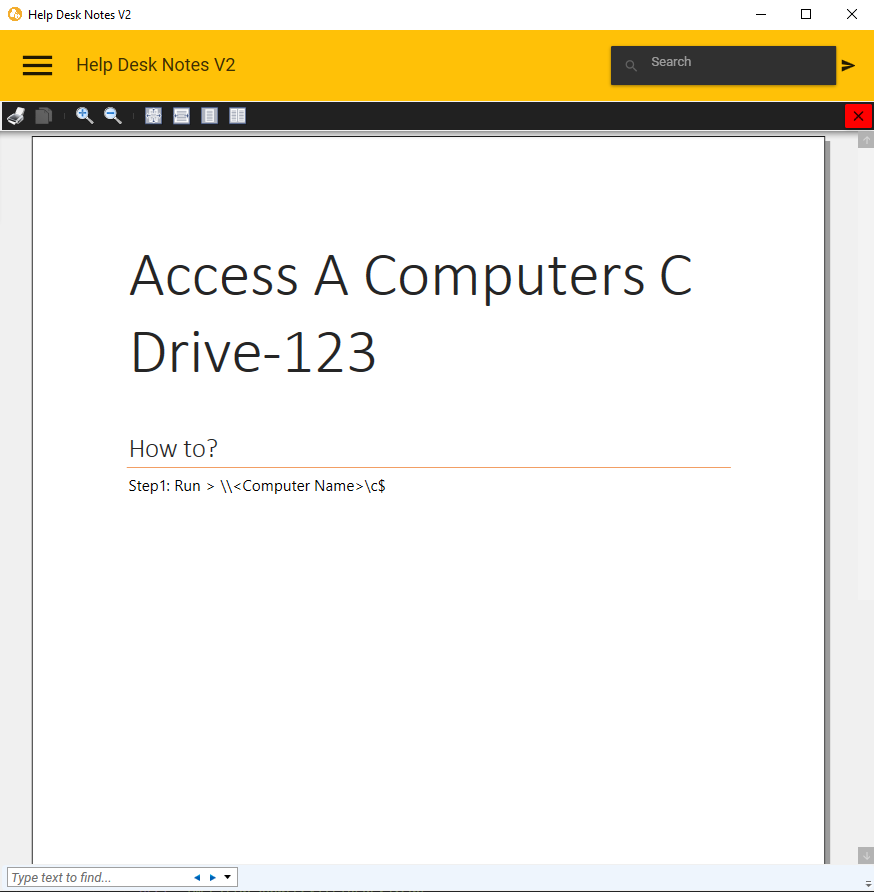 Help Desk Notes V2
Help Desk Notes V2
Search
Access A Computers C
Drive-123
How to?
Step1: Run > \\<Computer Name>\c$
Type text to find...